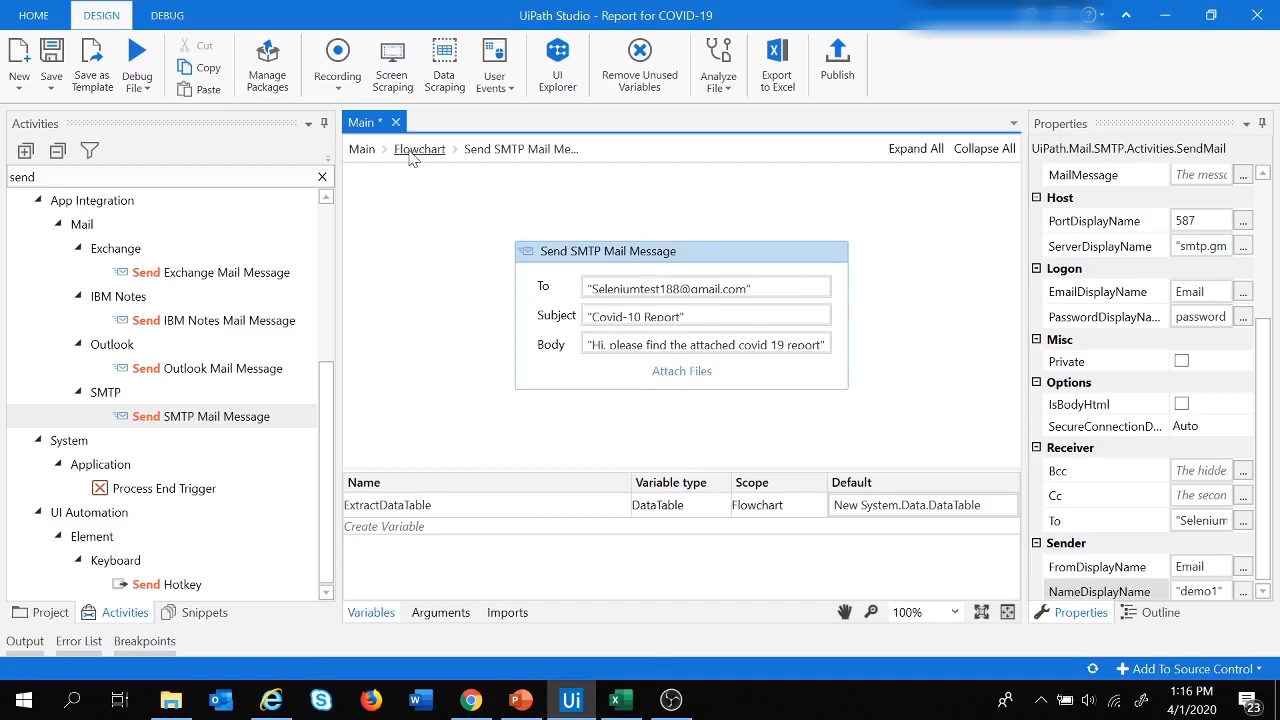 HOME DESIGN DEBUG UiPath Studio - Report for COVID-19
New Save Save as Template Debug File Cut Copy Paste Manage Packages Recording Screen Scraping Data Scraping User Events UI Explorer Remove Unused Variables Analyze File Export to Excel Publish
Activities
send
App Integration
Mail
Exchange
Send Exchange Mail Message
IBM Notes
Send IBM Notes Mail Message
Outlook
Send Outlook Mail Message
SMTP
Send SMTP Mail Message
System
Application
Process End Trigger
UI Automation
Element
Keyboard
Send Hotkey
Project Activities Snippets
Main *
Main > Flowchart > Send SMTP Mail Me... Expand All Collapse All
Send SMTP Mail Message
To "Seleniumtest188@gmail.com"
Subject "Covid-10 Report"
Body "Hi, please find the attached covid 19 report"
Attach Files
Name Variable type Scope Default
ExtractDataTable DataTable Flowchart New System.Data.DataTable
Create Variable
Variables Arguments Imports 100%
Properties
UiPath.Mail.SMTP.Activities.SendMail
MailMessage The messa ...
Host
PortDisplayName 587 ...
ServerDisplayName "smtp.gm ...
Logon
EmailDisplayName Email ...
PasswordDisplayNa... password ...
Misc
Private
Options
IsBodyHtml
SecureConnectionD... Auto
Receiver
Bcc The hidde ...
Cc The secon ...
To "Selenium ...
Sender
FromDisplayName Email ...
NameDisplayName "demo1" ...
Properties Outline
Output Error List Breakpoints
Add To Source Control
Ui
1:16 PM
4/1/2020
23